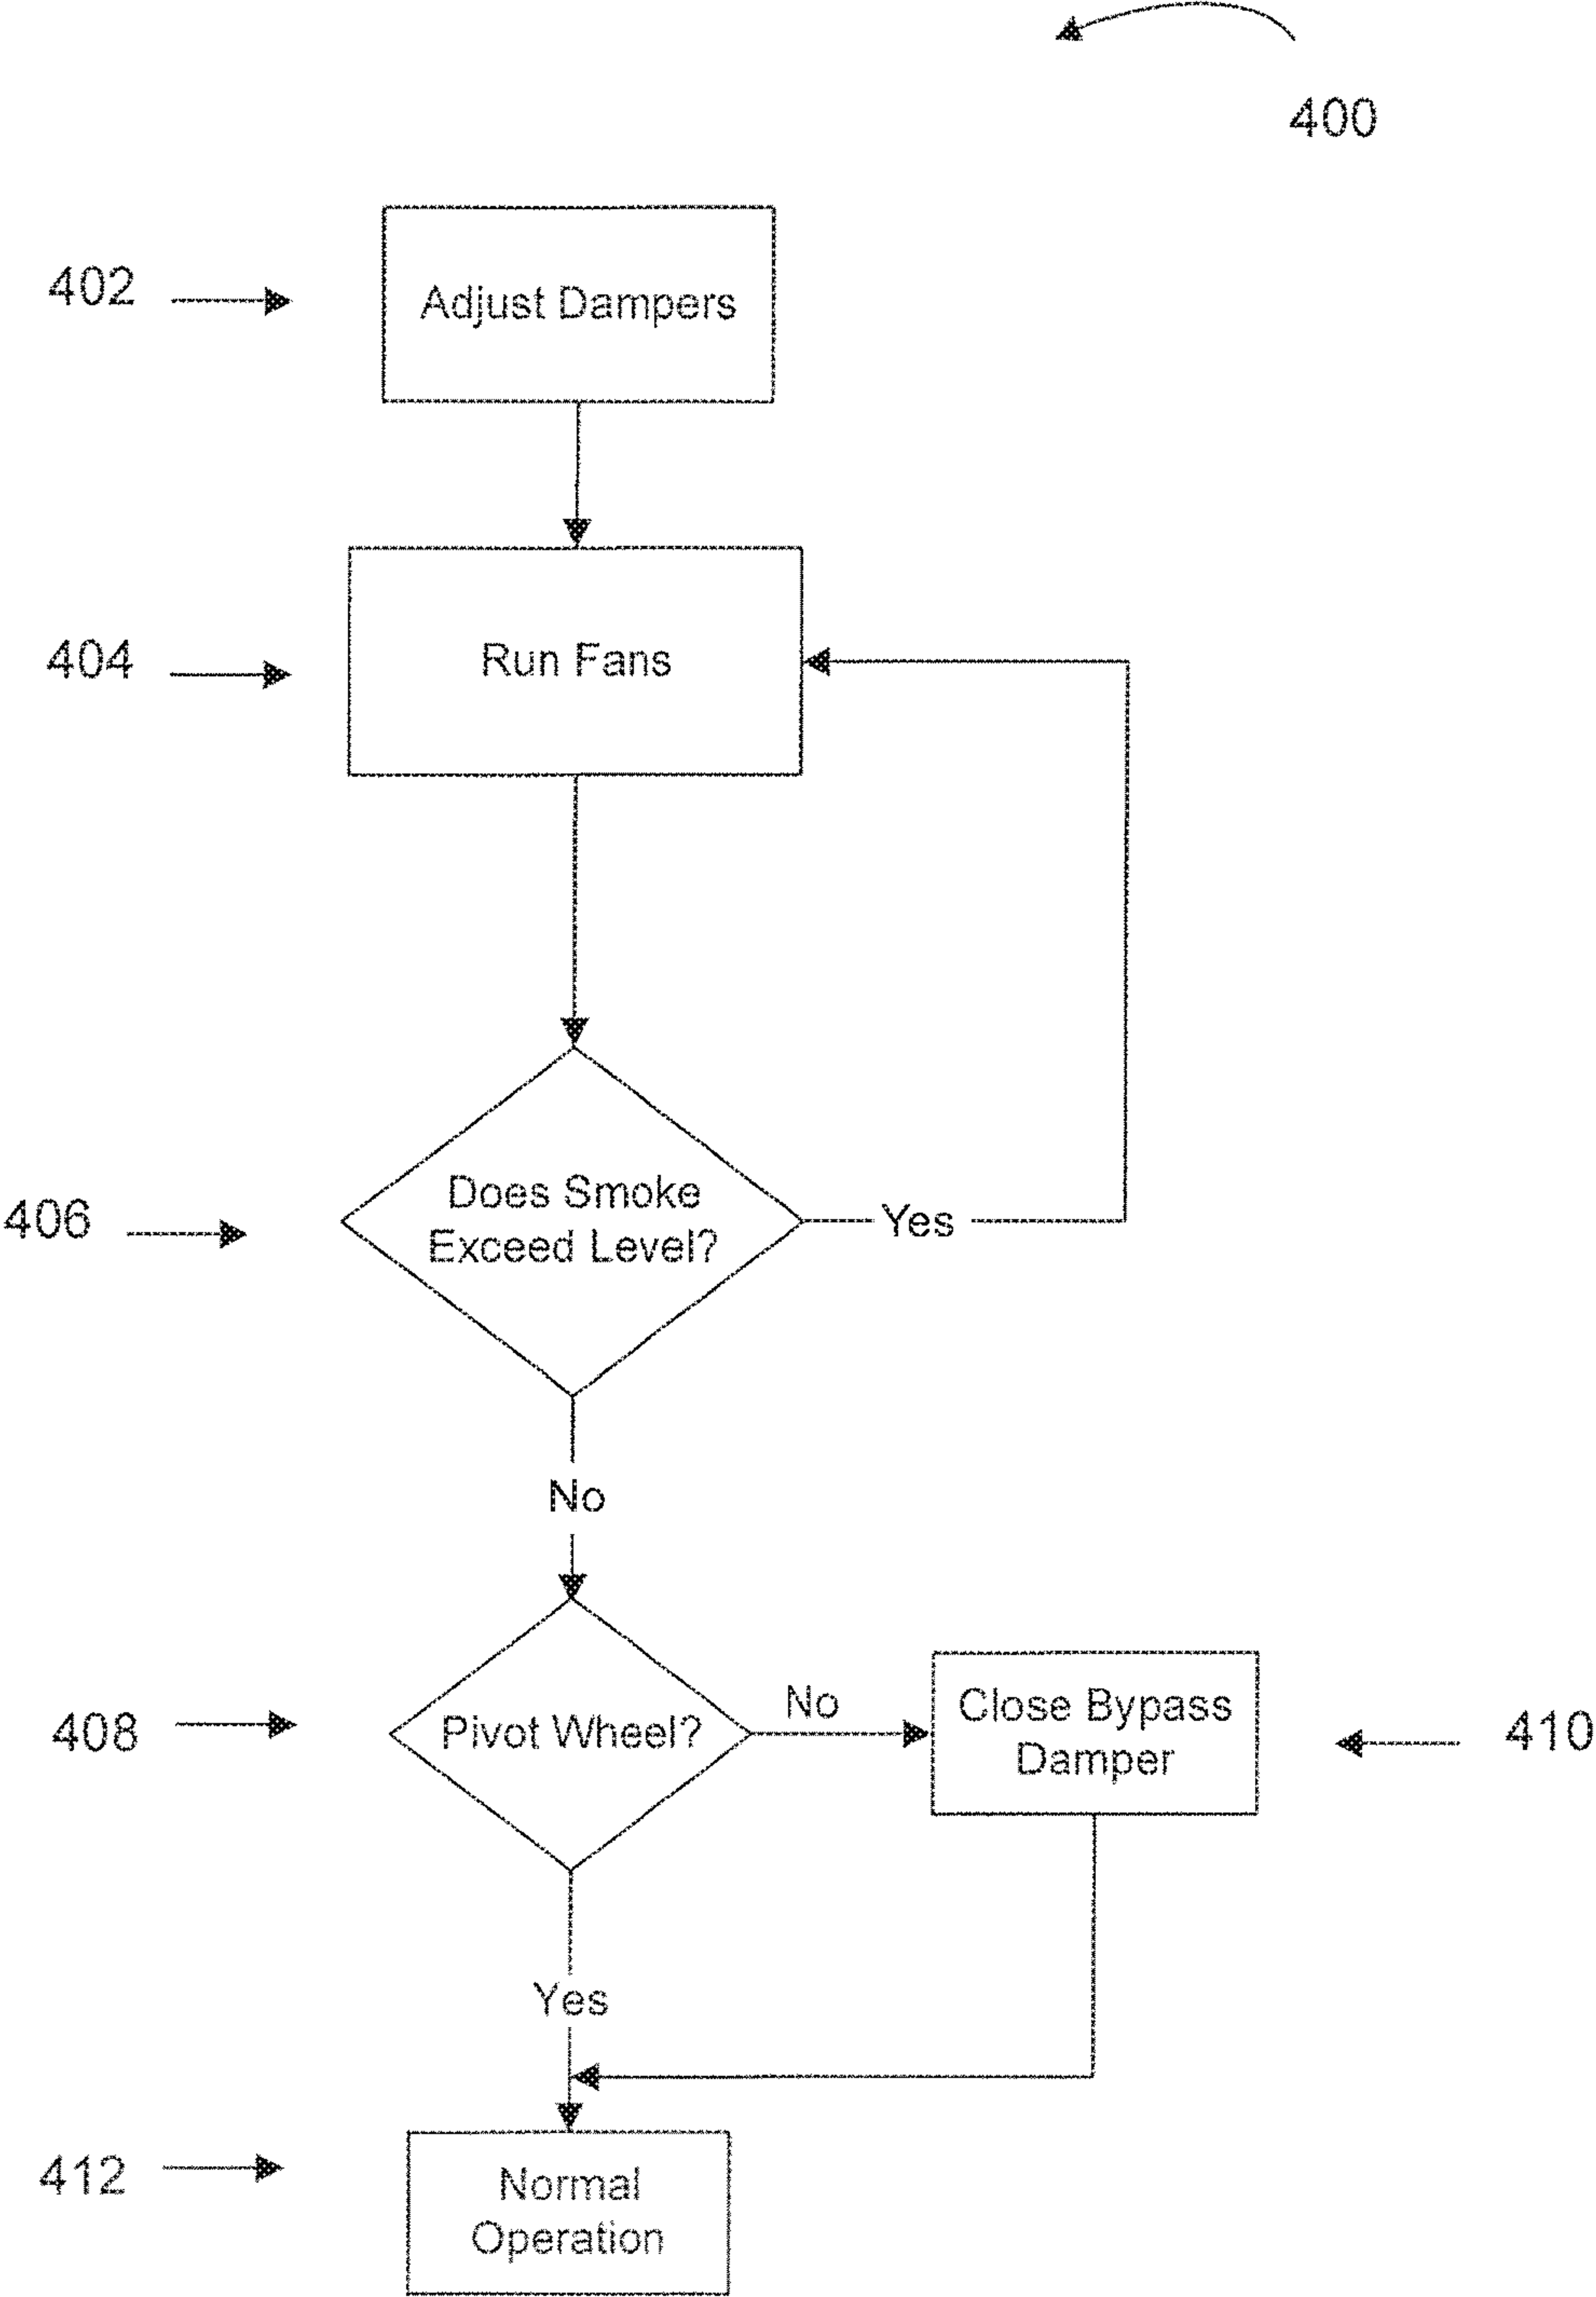 400
402
Adjust Dampers
404
Run Fans
406
Does Smoke
Exceed Level?
Yes
No
408
Pivot Wheel?
No
Close Bypass
Damper
410
Yes
412
Normal
Operation